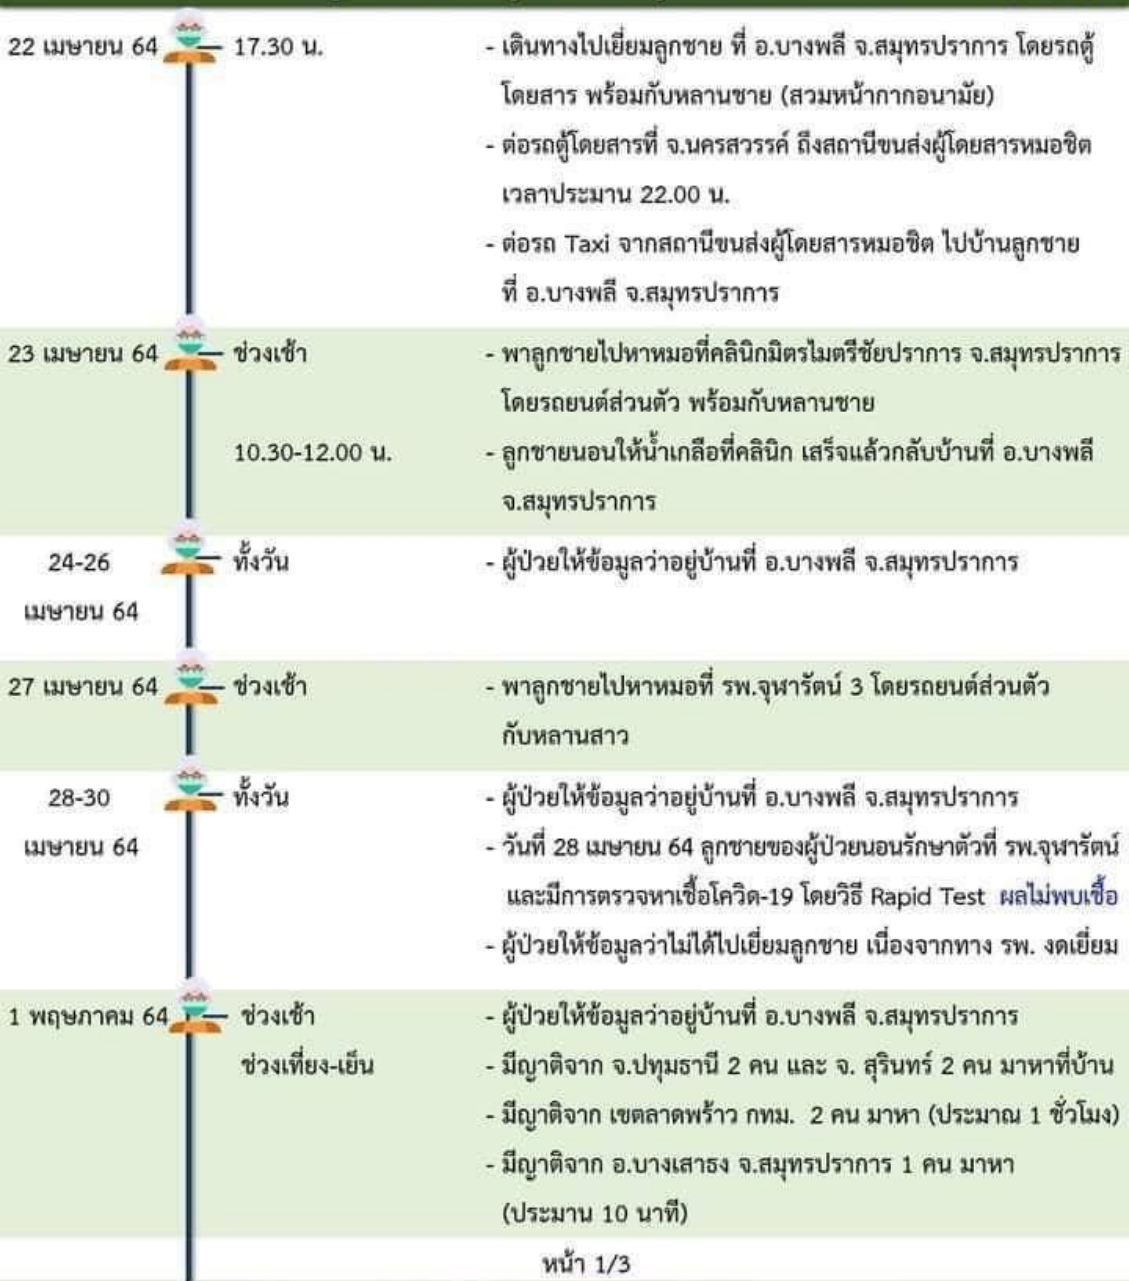 22 เมษายน 64 17.30 น. - เดินทางไปเยี่ยมลูกชาย ที่ อ.บางพลี จ.สมุทรปราการ โดยรถตู้
โดยสาร พร้อมกับหลานชาย (สวมหน้ากากอนามัย)
- ต่อรถตู้โดยสารที่ จ.นครสวรรค์ ถึงสถานีขนส่งผู้โดยสารหมอชิต
เวลาประมาน 22.00 น.
- ต่อรถ Taxi จากสถานีขนส่งผู้โดยสารหมอชิต ไปบ้านลูกชาย
ที่ อ.บางพลี จ.สมุทรปราการ
23 เมษายน 64 ช่วงเช้า - พาลูกชายไปหาหมอที่คลินิกมิตรไมตรีชัยปราการ จ.สมุทรปราการ
โดยรถยนต์ส่วนตัว พร้อมกับหลานชาย
10.30-12.00 น. - ลูกชายนอนให้น้ำเกลือที่คลินิก เสร็จแล้วกลับบ้านที่ อ.บางพลี
จ.สมุทรปราการ
24-26 ทั้งวัน - ผู้ป่วยให้ข้อมูลว่าอยู่บ้านที่ อ.บางพลี จ.สมุทรปราการ
เมษายน 64
27 เมษายน 64 ช่วงเช้า - พาลูกชายไปหาหมอที่ รพ.จุฬารัตน์ 3 โดยรถยนต์ส่วนตัว
กับหลานสาว
28-30 ทั้งวัน - ผู้ป่วยให้ข้อมูลว่าอยู่บ้านที่ อ.บางพลี จ.สมุทรปราการ
เมษายน 64 - วันที่ 28 เมษายน 64 ลูกชายของผู้ป่วยนอนรักษาตัวที่ รพ.จุฬารัตน์
และมีการตรวจหาเชื้อโควิด-19 โดยวิธี Rapid Test ผลไม่พบเชื้อ
- ผู้ป่วยให้ข้อมูลว่าไม่ได้ไปเยี่ยมลูกชาย เนื่องจากทาง รพ. งดเยี่ยม
1 พฤษภาคม 64 ช่วงเช้า - ผู้ป่วยให้ข้อมูลว่าอยู่บ้านที่ อ.บางพลี จ.สมุทรปราการ
ช่วงเที่ยง-เย็น - มีญาติจาก จ.ปทุมธานี 2 คน และ จ. สุรินทร์ 2 คน มาหาที่บ้าน
- มีญาติจาก เขตลาดพร้าว กทม. 2 คน มาหา (ประมาณ 1 ชั่วโมง)
- มีญาติจาก อ.บางเสาธง จ.สมุทรปราการ 1 คน มาหา
(ประมาน 10 นาที)
หน้า 1/3